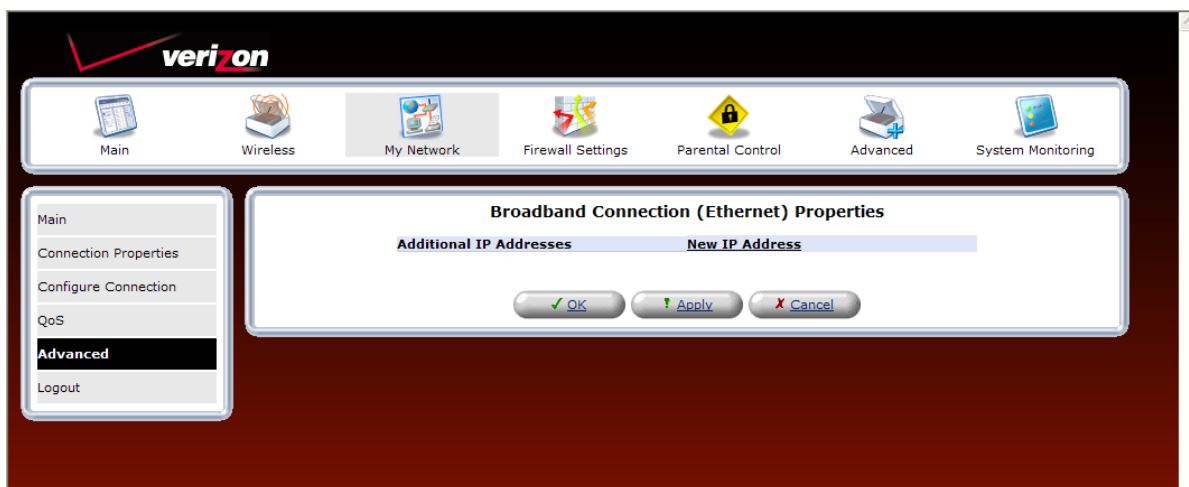 verizon
Main Wireless My Network Firewall Settings Parental Control Advanced System Monitoring
Main
Connection Properties
Configure Connection
QoS
Advanced
Logout
Broadband Connection (Ethernet) Properties
Additional IP Addresses New IP Address
OK Apply Cancel